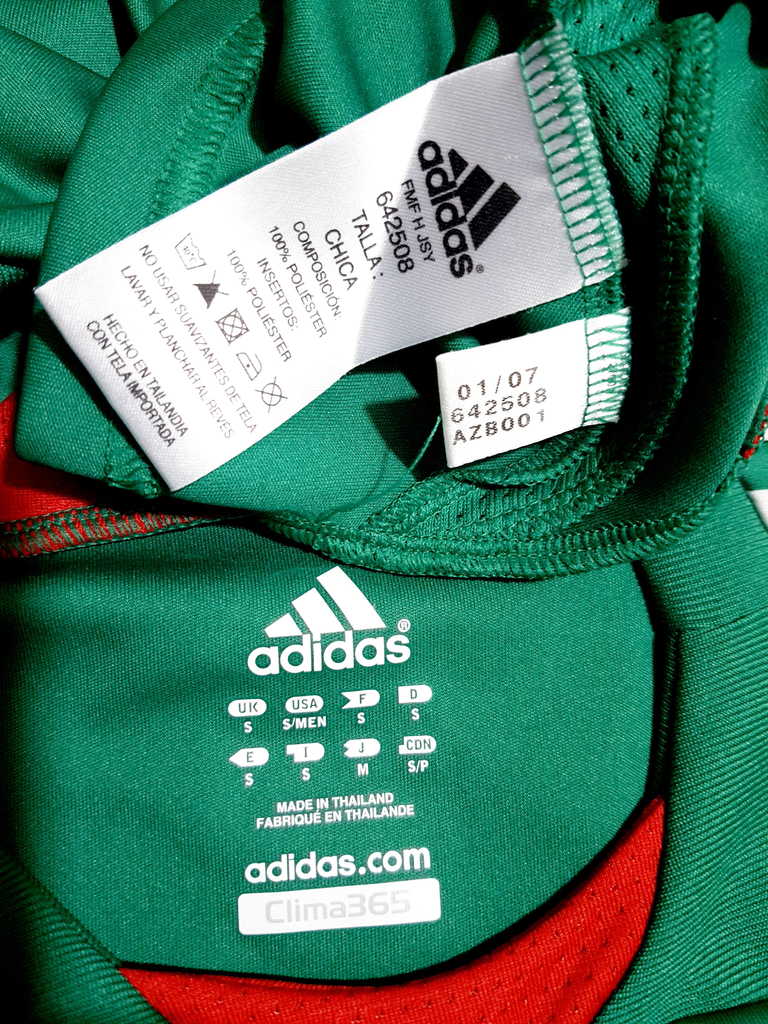 adidas®
FMF H JSY
642508
TALLA :
CHICA
COMPOSICIÓN:
100% POLIÉSTER
INSERTOS:
100% POLIÉSTER
NO USAR SUAVIZANTES DE TELA
LAVAR Y PLANCHAR AL REVES
HECHO EN TAILANDIA
CON TELA IMPORTADA
01/07
642508
AZB001
adidas®
UK USA F D
S S/MEN S S
E I J CDN
S S M S/P
MADE IN THAILAND
FABRIQUÉ EN THAILANDE
adidas.com
Clima365